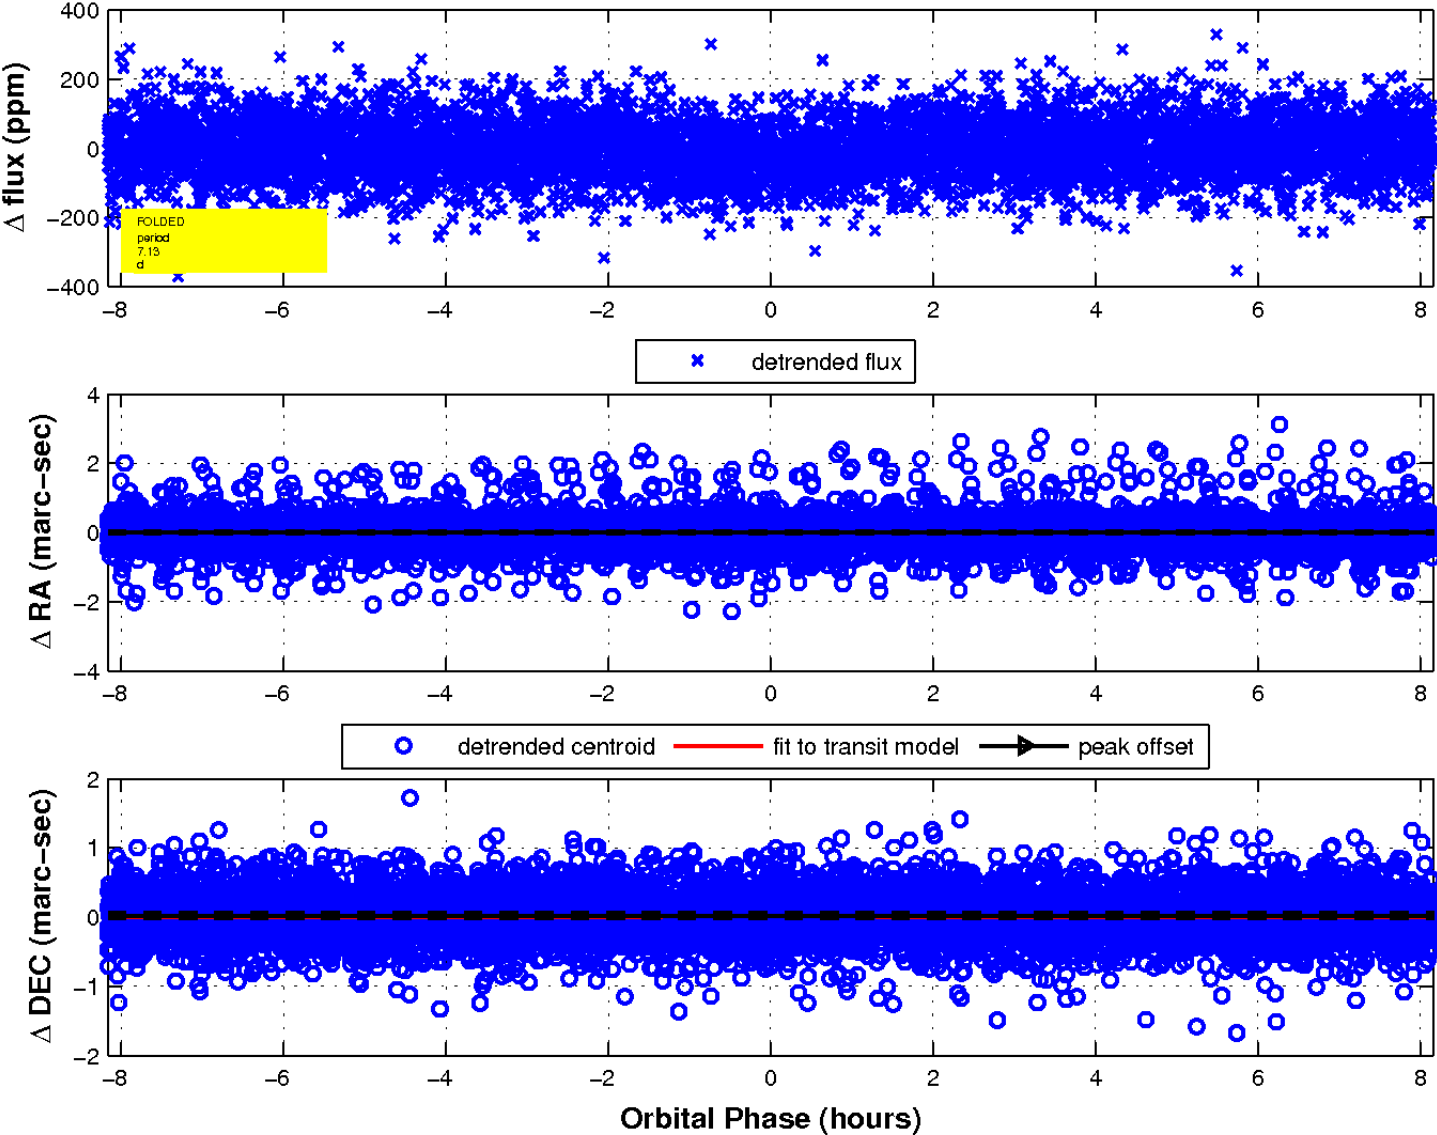 400
200
0
−200
−400
Δ flux (ppm)
FOLDED
period
7.13
d
−8 −6 −4 −2 0 2 4 6 8
detrended flux
4
2
0
−2
−4
Δ RA (marc−sec)
−8 −6 −4 −2 0 2 4 6 8
detrended centroid fit to transit model peak offset
2
1
0
−1
−2
Δ DEC (marc−sec)
−8 −6 −4 −2 0 2 4 6 8
Orbital Phase (hours)